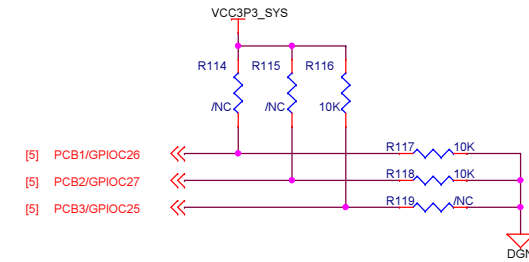 VCC3P3_SYS
R114 R115 R116
/NC /NC 10K
[5] PCB1/GPIOC26 R117 10K
[5] PCB2/GPIOC27 R118 10K
[5] PCB3/GPIOC25 R119 /NC
DGN